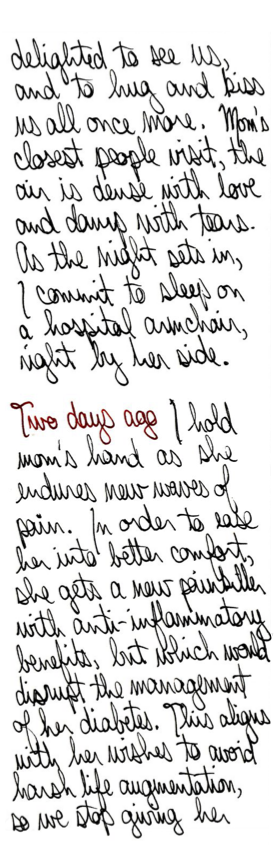 delighted to see us,
and to hug and kiss
us all once more. Mom's
closest people visit, the
air is dense with love
and damp with tears.
As the night sets in,
I commit to sleep on
a hospital armchair,
right by her side.
Two days ago I hold
mom's hand as she
endures new waves of
pain. In order to ease
her into better comfort,
she gets a new painkiller
with anti-inflammatory
benefits, but which would
disrupt the management
of her diabetes. This aligns
with her wishes to avoid
harsh life augmentation,
so we stop giving her